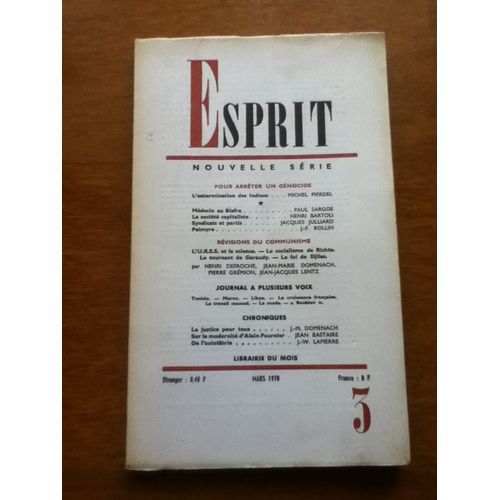 ESPRIT
NOUVELLE SÉRIE
POUR ARRÊTER UN GÉNOCIDE
L'extermination des Indiens . . . MICHEL PIERDEL
★
Médecin au Biafra . . . . . . . . . PAUL SARGOS
La société capitaliste . . . . . . . HENRI BARTOLI
Syndicats et partis . . . . . . JACQUES JULLIARD
Palmyre . . . . . . . . . . . . J.-F. ROLLIN
RÉVISIONS DU COMMUNISME
L'U.R.S.S. et la science. — Le socialisme de Richta.
Le tournant de Garaudy. — La foi de Djilas.
par HENRI DESROCHE, JEAN-MARIE DOMENACH,
PIERRE GRÉMION, JEAN-JACQUES LENTZ
JOURNAL A PLUSIEURS VOIX
Tunisie. — Maroc. — Libye. — La croissance française.
Le travail manuel. — La mode. — « Rexblov ».
CHRONIQUES
La justice pour tous . . . . . . J.-M. DOMENACH
Sur la modernité d'Alain-Fournier . JEAN BASTAIRE
De l'autolâtrie . . . . . . . . . J.-W. LAPIERRE
LIBRAIRIE DU MOIS
Etranger : 8,40 F MARS 1970 France : 8 F
3